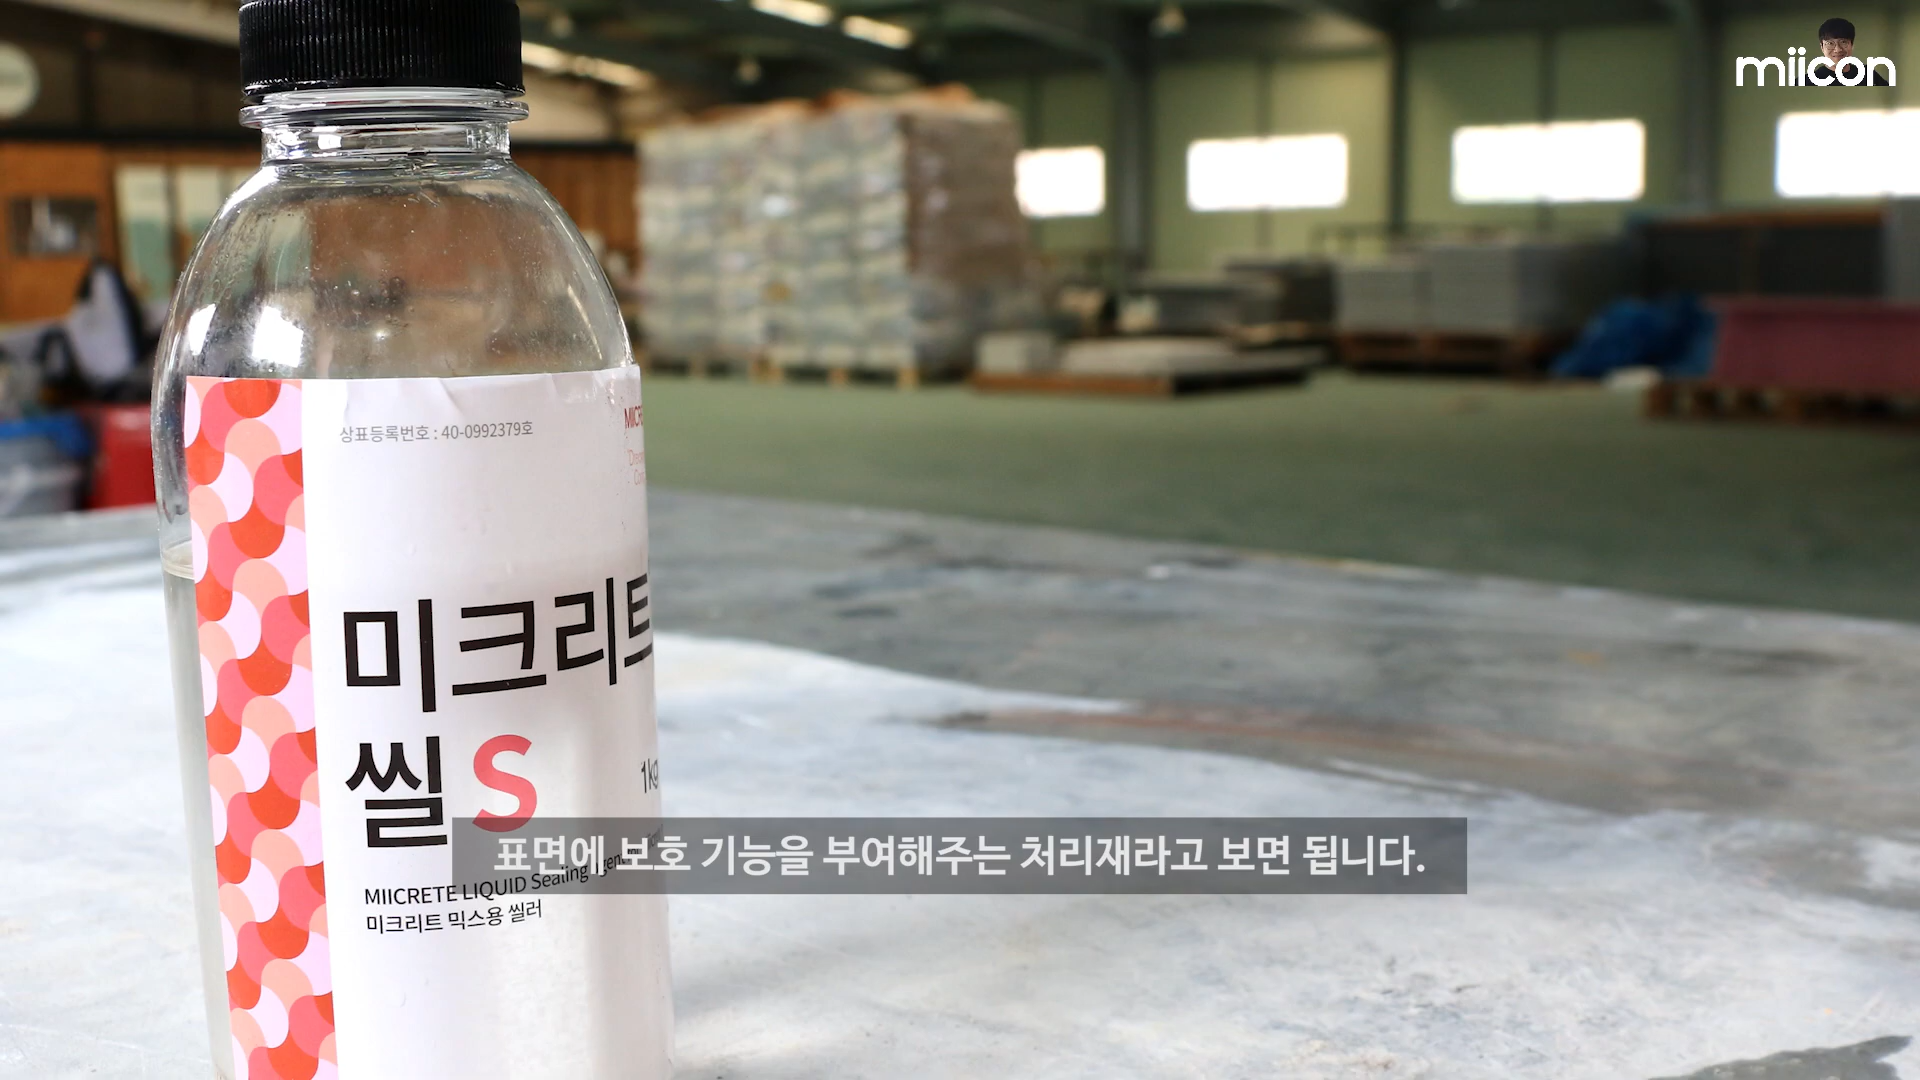 miicon
상표등록번호 : 40-0992379호
미크리트
씰 S
1kg
표면에 보호 기능을 부여해주는 처리재라고 보면 됩니다.
MIICRETE LIQUID Sealing
미크리트 믹스용 씰러